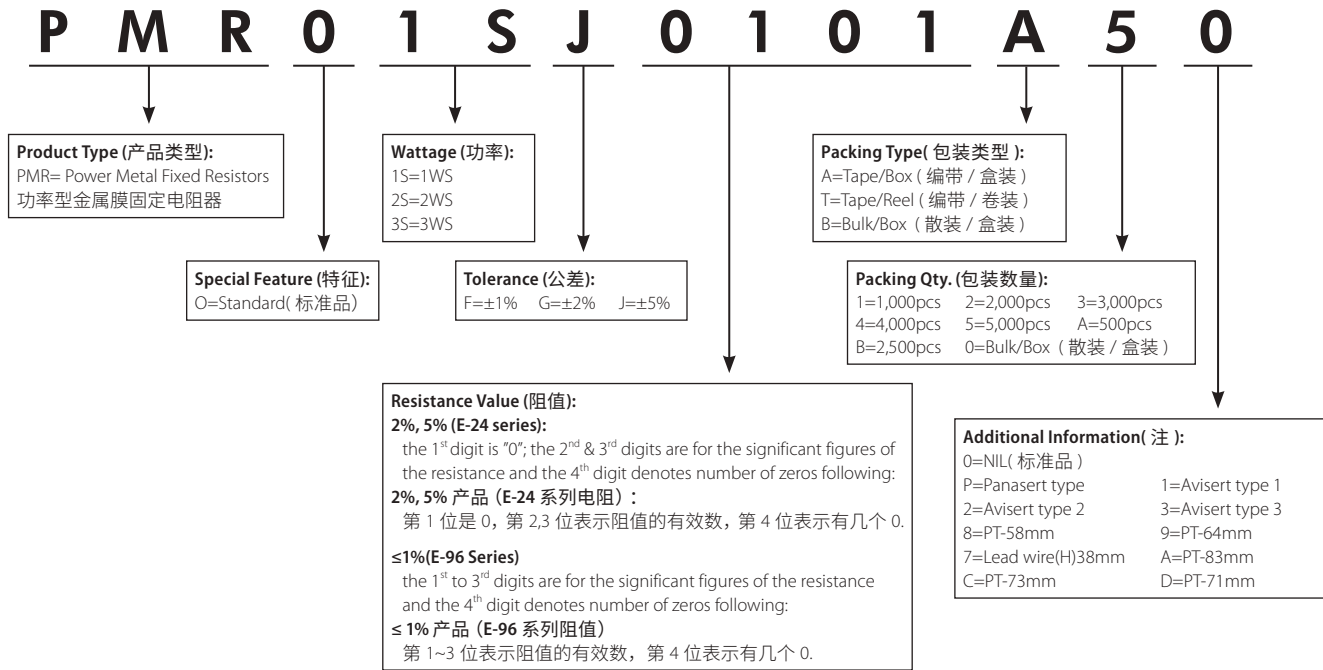 P M R 0 1 S J 0 1 0 1 A 5 0
Product Type (产品类型):
PMR= Power Metal Fixed Resistors
功率型金属膜固定电阻器
Wattage (功率):
1S=1WS
2S=2WS
3S=3WS
Packing Type( 包装类型 ):
A=Tape/Box ( 编带 / 盒装 )
T=Tape/Reel ( 编带 / 卷装 )
B=Bulk/Box ( 散装 / 盒装 )
Special Feature (特征):
O=Standard( 标准品)
Tolerance (公差):
F=±1% G=±2% J=±5%
Packing Qty. (包装数量):
1=1,000pcs 2=2,000pcs 3=3,000pcs
4=4,000pcs 5=5,000pcs A=500pcs
B=2,500pcs 0=Bulk/Box ( 散装 / 盒装 )
Resistance Value (阻值):
2%, 5% (E-24 series):
the 1st digit is "0"; the 2nd & 3rd digits are for the significant figures of
the resistance and the 4th digit denotes number of zeros following:
2%, 5% 产品 (E-24 系列电阻) :
第 1 位是 0, 第 2,3 位表示阻值的有效数, 第 4 位表示有几个 0.
≤1%(E-96 Series)
the 1st to 3rd digits are for the significant figures of the resistance
and the 4th digit denotes number of zeros following:
≤ 1% 产品 (E-96 系列阻值)
第 1~3 位表示阻值的有效数, 第 4 位表示有几个 0.
Additional Information( 注 ):
0=NIL( 标准品 )
P=Panasert type 1=Avisert type 1
2=Avisert type 2 3=Avisert type 3
8=PT-58mm 9=PT-64mm
7=Lead wire(H)38mm A=PT-83mm
C=PT-73mm D=PT-71mm